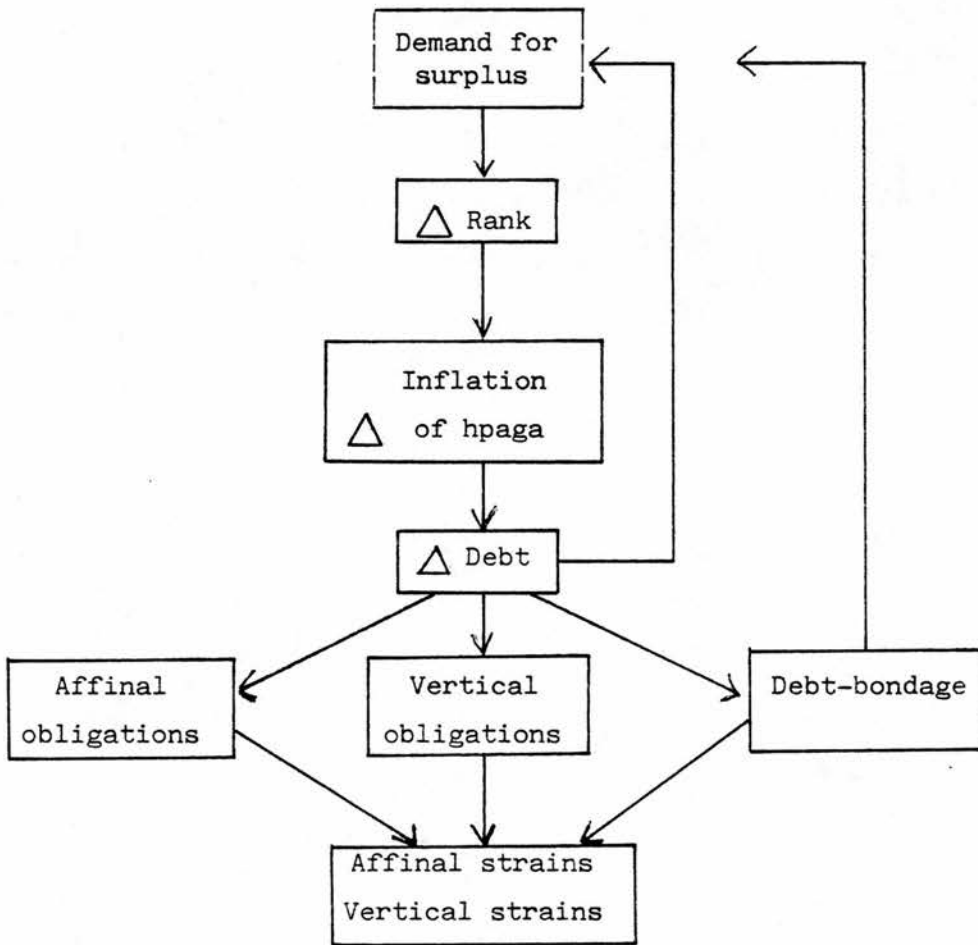 Demand for
surplus
△ Rank
Inflation
△ of hpaga
△ Debt
Affinal
obligations
Vertical
obligations
Debt-bondage
Affinal strains
Vertical strains